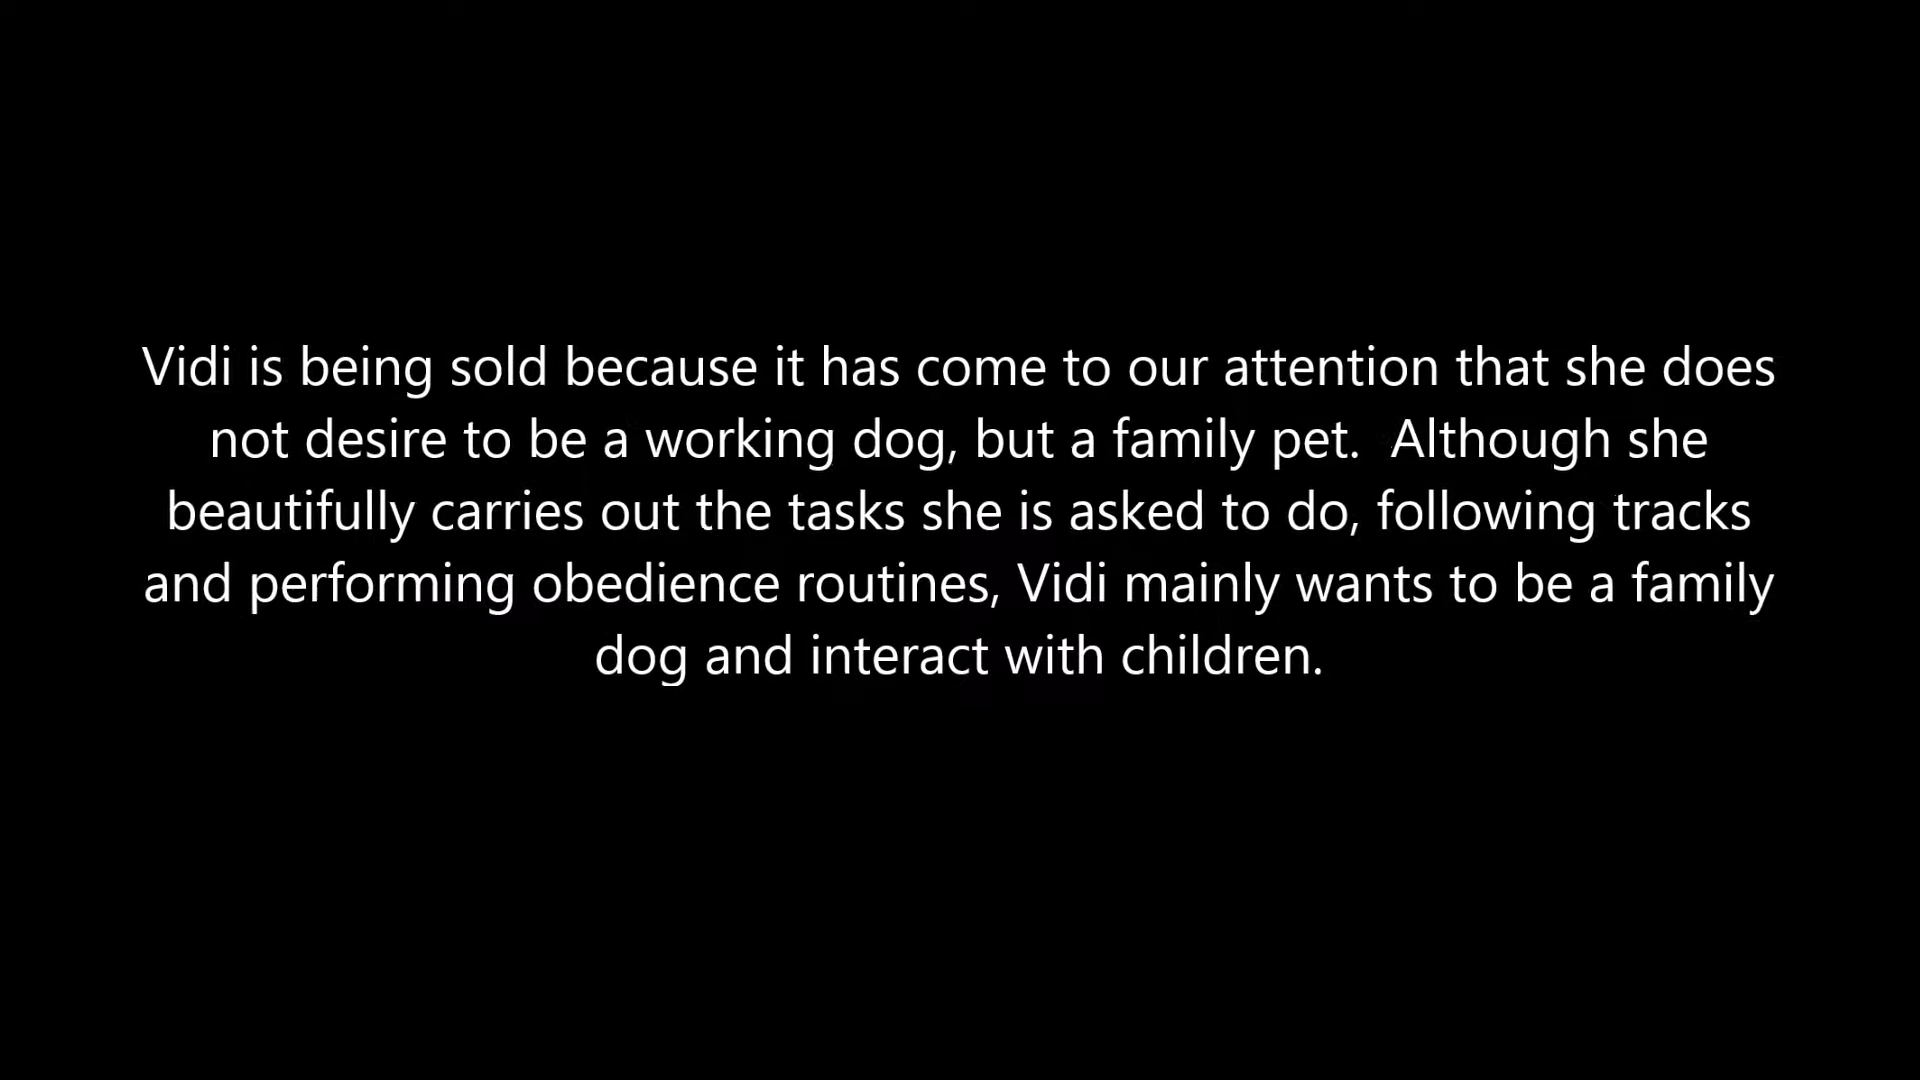 Vidi is being sold because it has come to our attention that she does
not desire to be a working dog, but a family pet.  Although she
beautifully carries out the tasks she is asked to do, following tracks
and performing obedience routines, Vidi mainly wants to be a family
dog and interact with children.